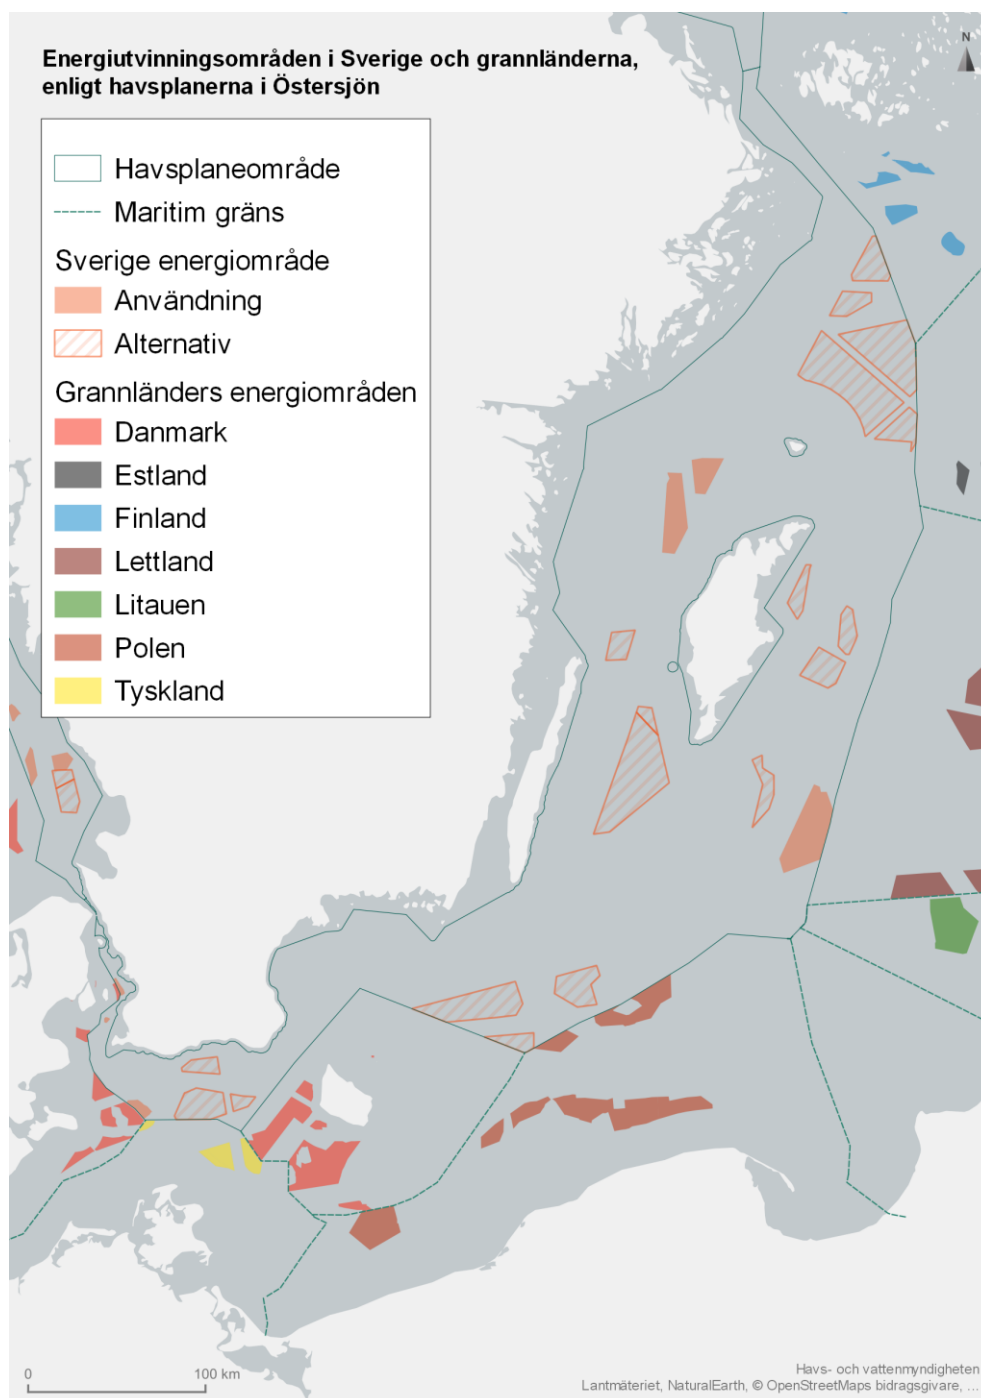 Energiutvinningsområden i Sverige och grannländerna,
enligt havsplanerna i Östersjön
N
Havsplaneområde
Maritim gräns
Sverige energiområde
Användning
Alternativ
Grannländers energiområden
Danmark
Estland
Finland
Lettland
Litauen
Polen
Tyskland
0 100 km
Havs- och vattenmyndigheten
Lantmäteriet, NaturalEarth, © OpenStreetMaps bidragsgivare, ...